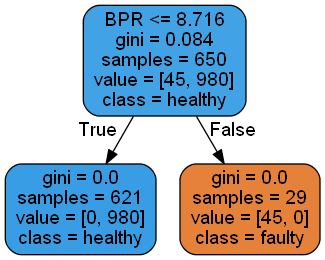 BPR <= 8.716
gini = 0.084
samples = 650
value = [45, 980]
class = healthy
True
False
gini = 0.0
samples = 621
value = [0, 980]
class = healthy
gini = 0.0
samples = 29
value = [45, 0]
class = faulty